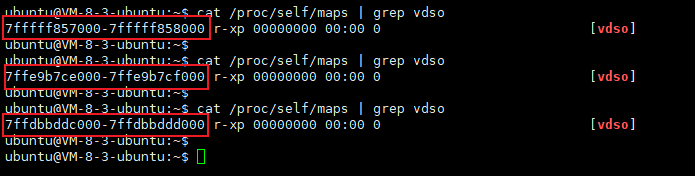 ubuntu@VM-8-3-ubuntu:~$ cat /proc/self/maps | grep vdso
7fffff857000-7fffff858000 r-xp 00000000 00:00 0 [vdso]
ubuntu@VM-8-3-ubuntu:~$
ubuntu@VM-8-3-ubuntu:~$ cat /proc/self/maps | grep vdso
7ffe9b7ce000-7ffe9b7cf000 r-xp 00000000 00:00 0 [vdso]
ubuntu@VM-8-3-ubuntu:~$
ubuntu@VM-8-3-ubuntu:~$ cat /proc/self/maps | grep vdso
7ffdbbddc000-7ffdbbddd000 r-xp 00000000 00:00 0 [vdso]
ubuntu@VM-8-3-ubuntu:~$
ubuntu@VM-8-3-ubuntu:~$